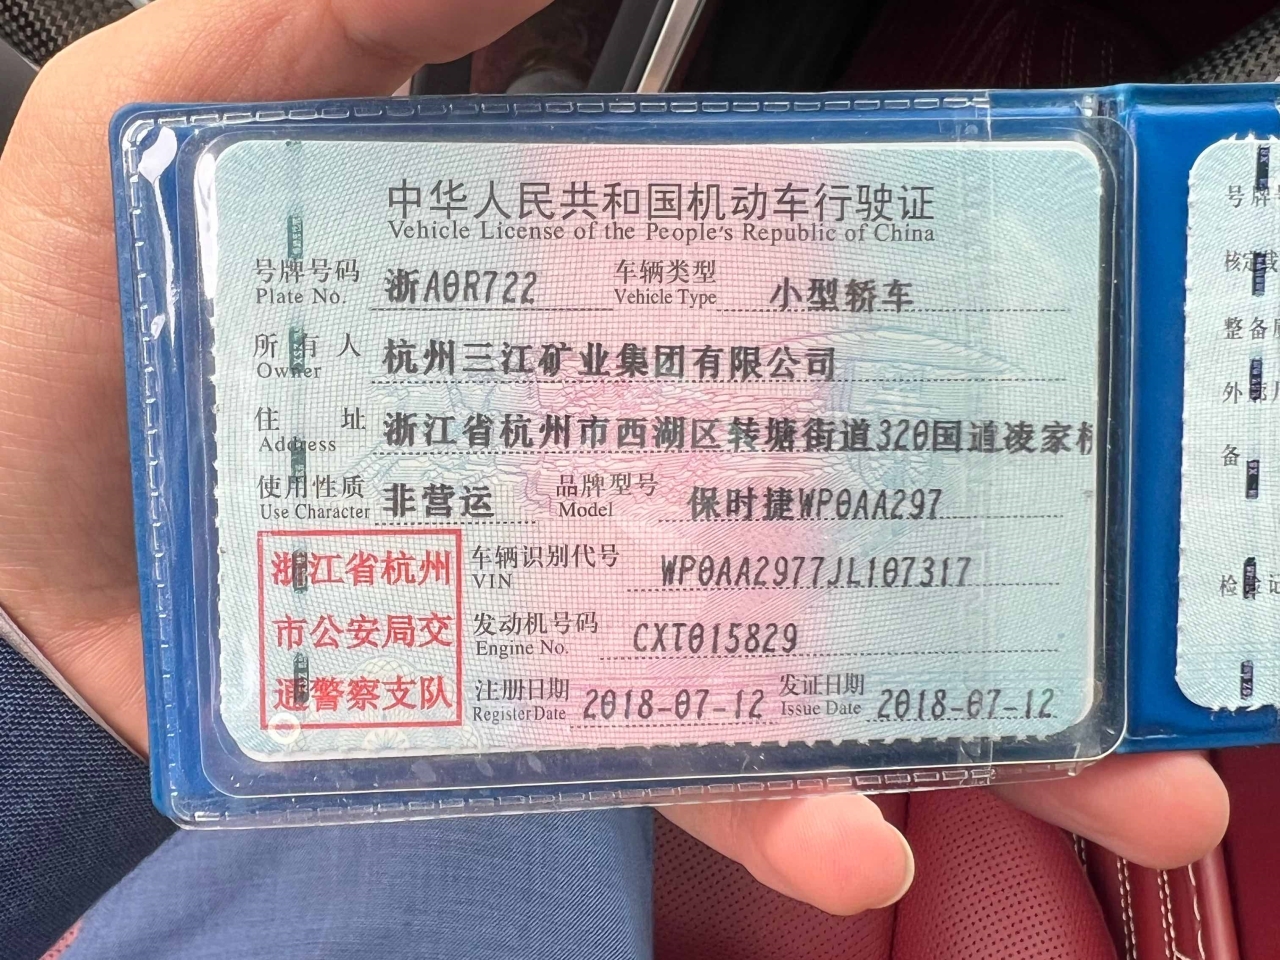 中华人民共和国机动车行驶证
Vehicle License of the People's Republic of China
号牌号码 浙A0R722 车辆类型 小型轿车
Plate No. Vehicle Type
所有人 杭州三江矿业集团有限公司
Owner
住址 浙江省杭州市西湖区转塘街道320国道凌家桥
Address
使用性质 非营运 品牌型号 保时捷WP0AA297
Use Character Model
浙江省杭州
市公安局交
通警察支队
车辆识别代号 WP0AA2977JL107317
VIN
发动机号码 CXT015829
Engine No.
注册日期 2018-07-12 发证日期 2018-07-12
Register Date Issue Date
号牌
核定载
整备
外
备
检验记